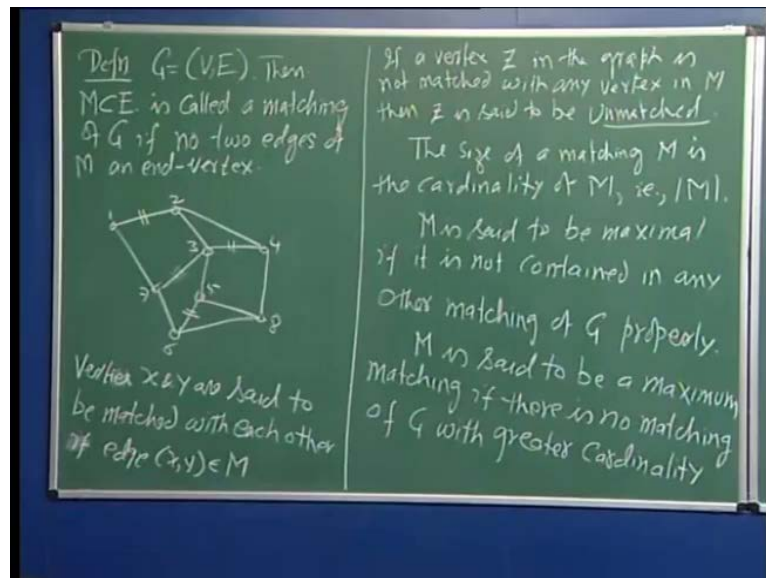 Defn G=(V,E). Then
M⊂E is called a matching
of G if no two edges of
M an end-vertex.
1
2
3
4
7
5
6
8
Vertices X & Y are said to
be matched with each other
if edge (x,y)∈M
If a vertex Z in the graph is
not matched with any vertex in M
then Z is said to be Unmatched.
The size of a matching M is
the cardinality of M, ie., |M|.
M is said to be maximal
if it is not contained in any
other matching of G properly.
M is said to be a maximum
matching if there is no matching
of G with greater cardinality